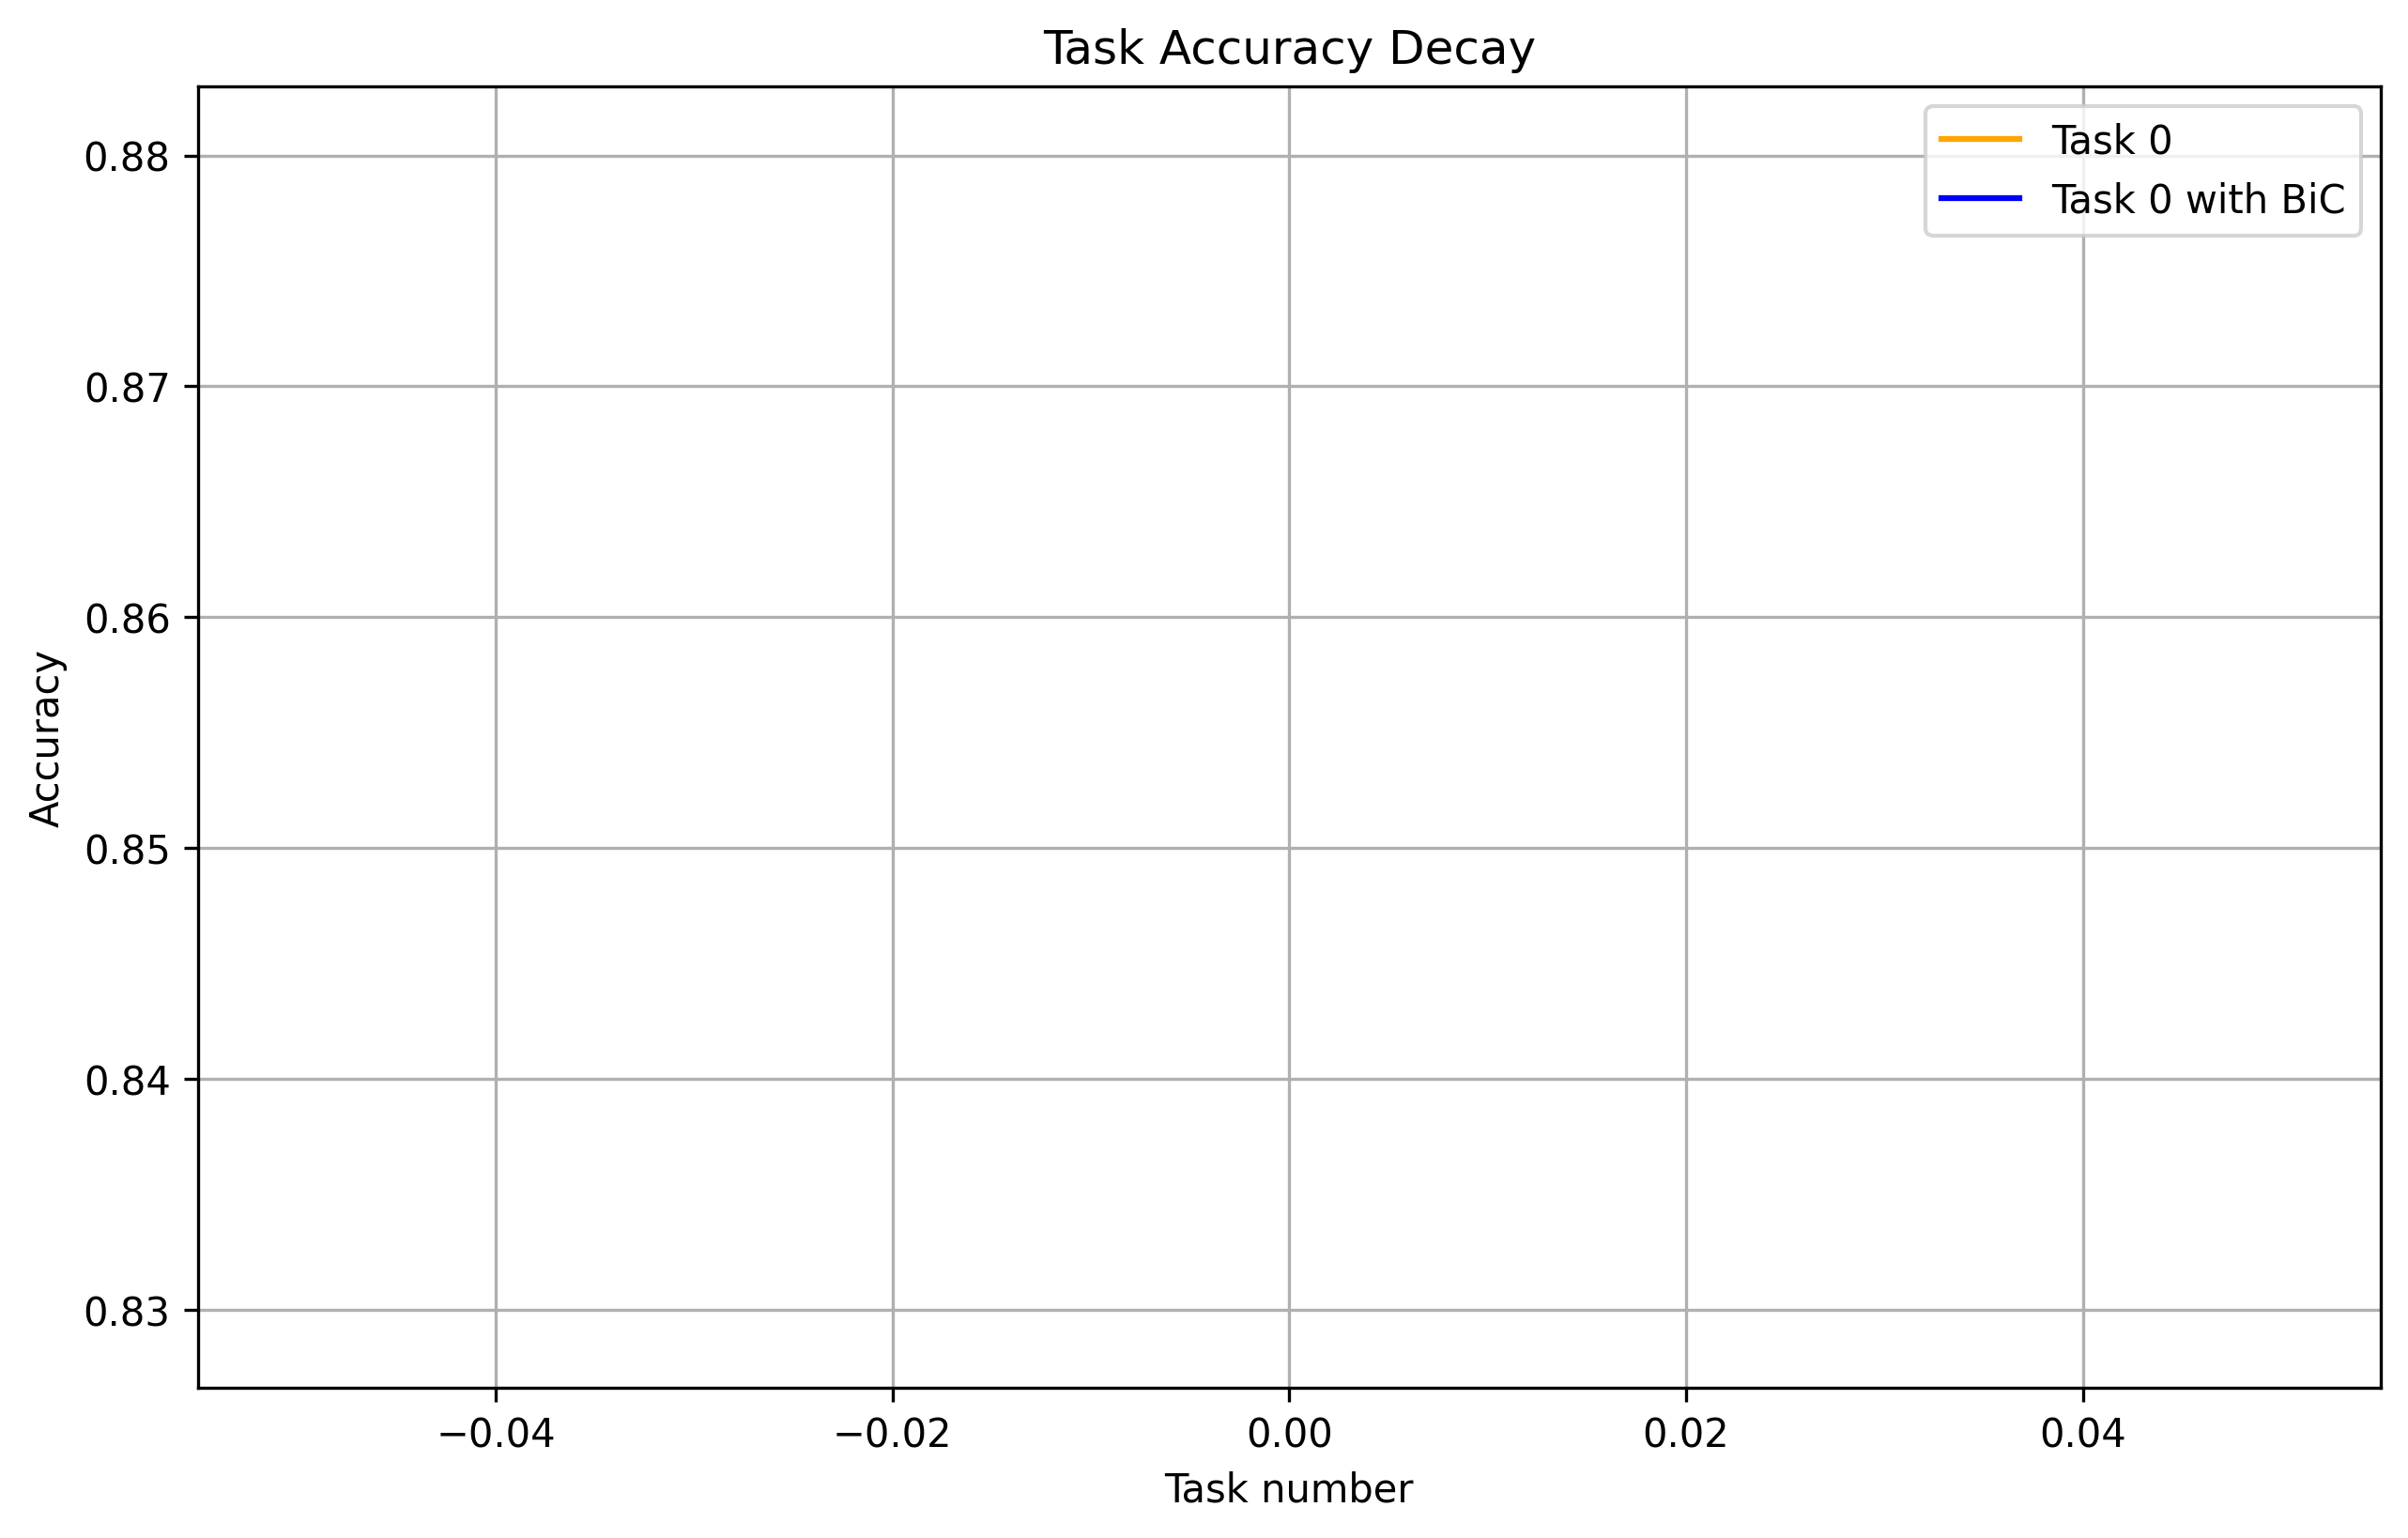 Task Accuracy Decay
Task 0
Task 0 with BiC
0.88
0.87
0.86
0.85
0.84
0.83
Accuracy
−0.04
−0.02
0.00
0.02
0.04
Task number